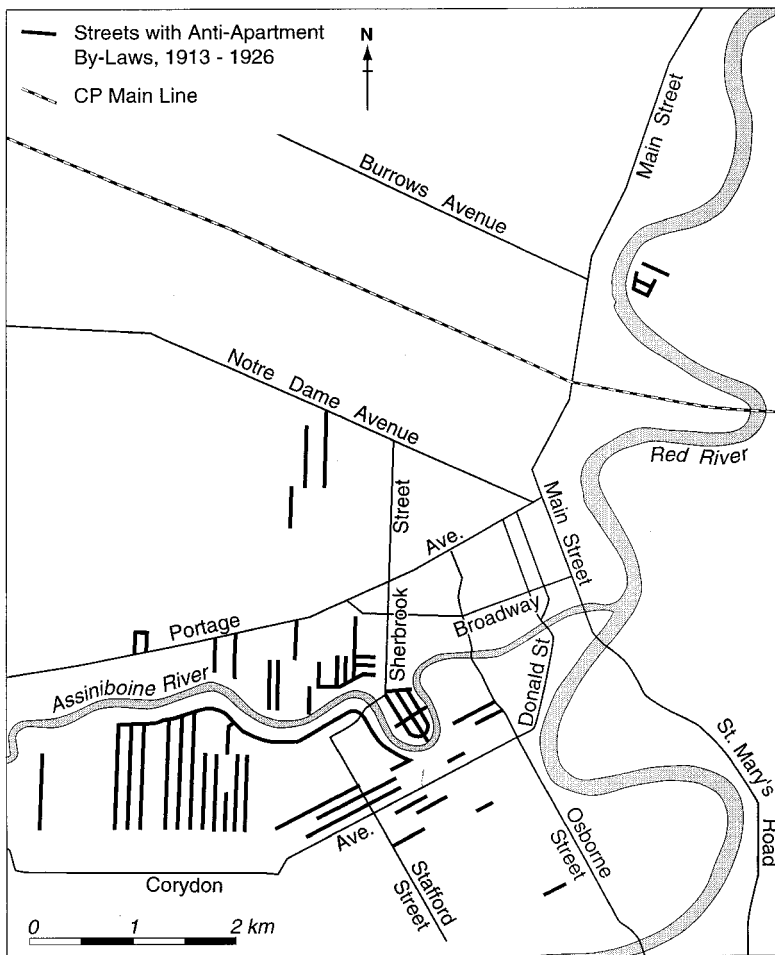 Streets with Anti-Apartment
By-Laws, 1913 - 1926
CP Main Line
N
Main Street
Burrows Avenue
Notre Dame Avenue
Red River
Main Street
Sherbrook Street
Portage Ave.
Broadway
Donald St
Assiniboine River
St. Mary's Road
Osborne Street
Corydon Ave.
Stafford Street
0 1 2 km